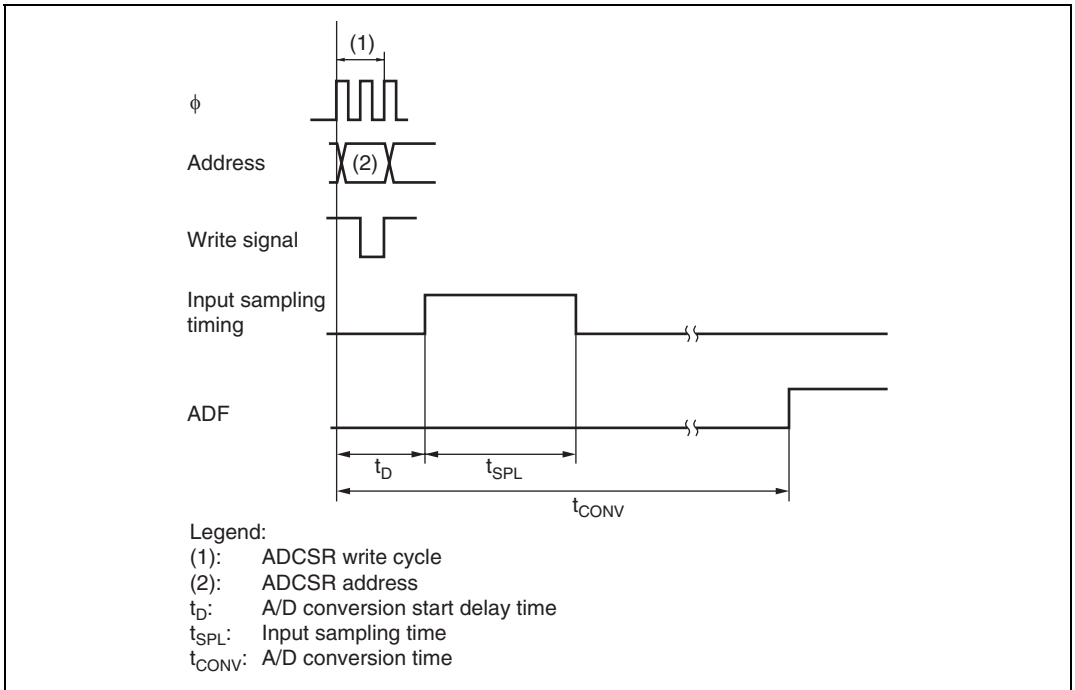 (1)
ϕ
Address
(2)
Write signal
Input sampling
timing
ADF
tD
tSPL
tCONV
Legend:
(1): ADCSR write cycle
(2): ADCSR address
tD: A/D conversion start delay time
tSPL: Input sampling time
tCONV: A/D conversion time